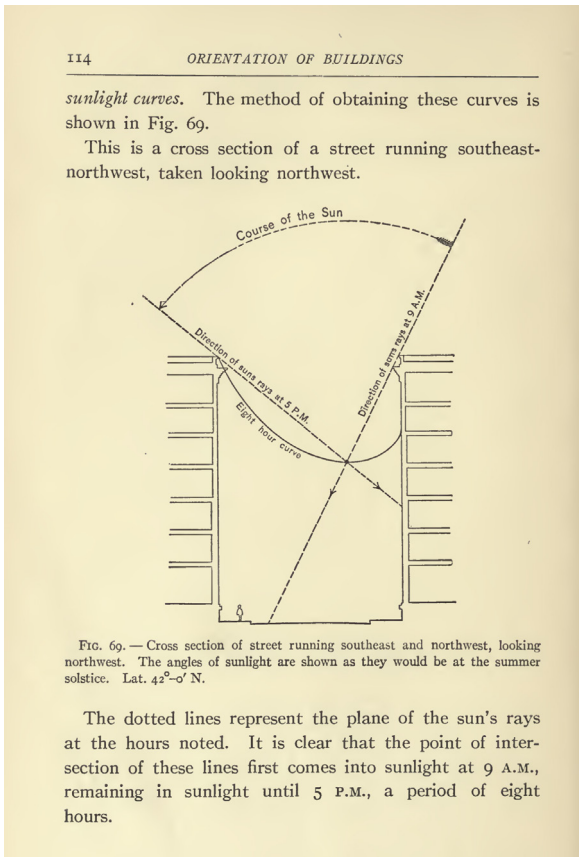 114 ORIENTATION OF BUILDINGS
sunlight curves. The method of obtaining these curves is
shown in Fig. 69.
This is a cross section of a street running southeast-
northwest, taken looking northwest.
Course of the Sun
Direction of suns rays at 9 A.M.
Direction of suns rays at 5 P.M.
Eight hour curve
FIG. 69. — Cross section of street running southeast and northwest, looking
northwest. The angles of sunlight are shown as they would be at the summer
solstice. Lat. 42°–0′ N.
The dotted lines represent the plane of the sun's rays
at the hours noted. It is clear that the point of inter-
section of these lines first comes into sunlight at 9 A.M.,
remaining in sunlight until 5 P.M., a period of eight
hours.